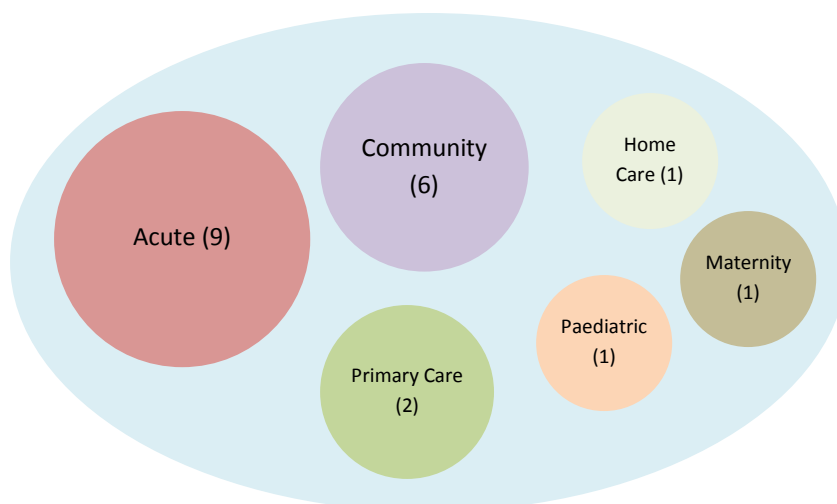 Acute (9)
Community
(6)
Home
Care (1)
Maternity
(1)
Paediatric
(1)
Primary Care
(2)